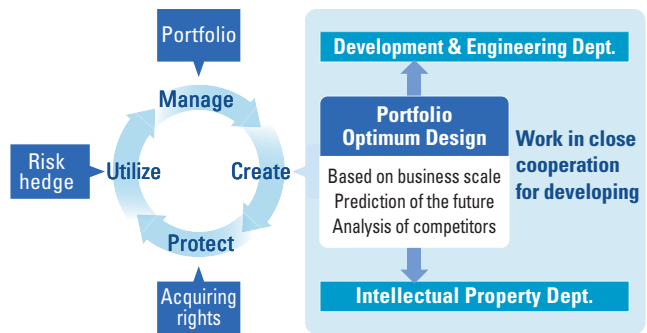 Portfolio
Manage
Risk
hedge
Utilize
Create
Protect
Acquiring
rights
Development & Engineering Dept.
Portfolio
Optimum Design
Based on business scale
Prediction of the future
Analysis of competitors
Work in close
cooperation
for developing
Intellectual Property Dept.